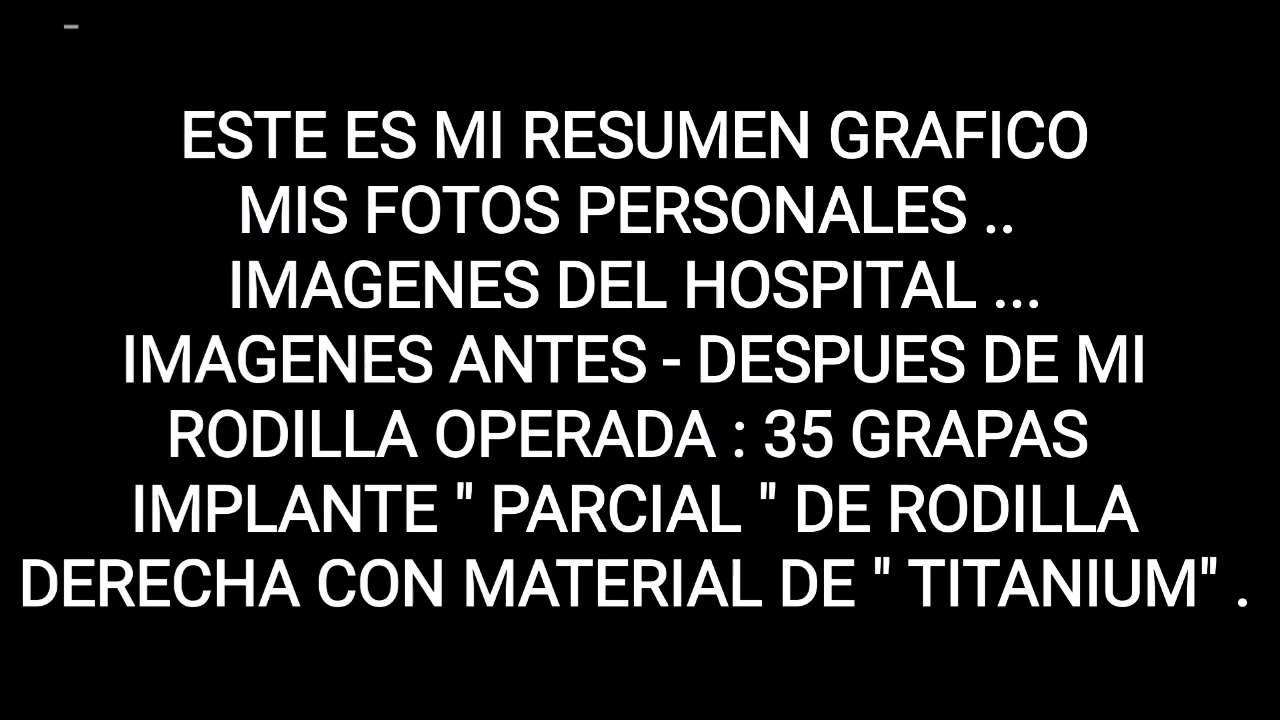 ESTE ES MI RESUMEN GRAFICO
MIS FOTOS PERSONALES ..
IMAGENES DEL HOSPITAL ...
IMAGENES ANTES - DESPUES DE MI
RODILLA OPERADA : 35 GRAPAS
IMPLANTE " PARCIAL " DE RODILLA
DERECHA CON MATERIAL DE " TITANIUM" .